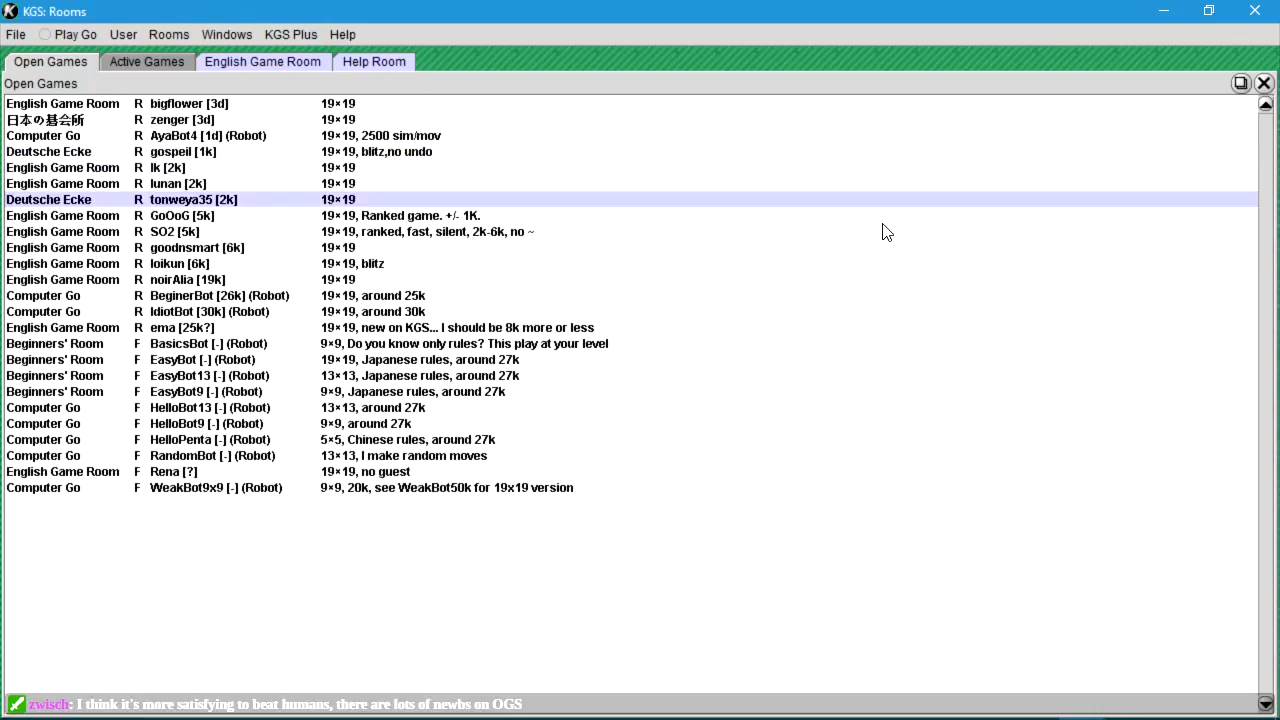 KGS: Rooms
File Play Go User Rooms Windows KGS Plus Help
Open Games Active Games English Game Room Help Room
Open Games
English Game Room R bigflower [3d] 19×19
日本の碁会所 R zenger [3d] 19×19
Computer Go R AyaBot4 [1d] (Robot) 19×19, 2500 sim/mov
Deutsche Ecke R gospeil [1k] 19×19, blitz,no undo
English Game Room R lk [2k] 19×19
English Game Room R lunan [2k] 19×19
Deutsche Ecke R tonweya35 [2k] 19×19
English Game Room R GoOoG [5k] 19×19, Ranked game. +/- 1K.
English Game Room R SO2 [5k] 19×19, ranked, fast, silent, 2k-6k, no ~
English Game Room R goodnsmart [6k] 19×19
English Game Room R loikun [6k] 19×19, blitz
English Game Room R noirAlia [19k] 19×19
Computer Go R BeginerBot [26k] (Robot) 19×19, around 25k
Computer Go R IdiotBot [30k] (Robot) 19×19, around 30k
English Game Room R ema [25k?] 19×19, new on KGS... I should be 8k more or less
Beginners' Room F BasicsBot [-] (Robot) 9×9, Do you know only rules? This play at your level
Beginners' Room F EasyBot [-] (Robot) 19×19, Japanese rules, around 27k
Beginners' Room F EasyBot13 [-] (Robot) 13×13, Japanese rules, around 27k
Beginners' Room F EasyBot9 [-] (Robot) 9×9, Japanese rules, around 27k
Computer Go F HelloBot13 [-] (Robot) 13×13, around 27k
Computer Go F HelloBot9 [-] (Robot) 9×9, around 27k
Computer Go F HelloPenta [-] (Robot) 5×5, Chinese rules, around 27k
Computer Go F RandomBot [-] (Robot) 13×13, I make random moves
English Game Room F Rena [?] 19×19, no guest
Computer Go F WeakBot9x9 [-] (Robot) 9×9, 20k, see WeakBot50k for 19x19 version
zwisch: I think it's more satisfying to beat humans, there are lots of newbs on OGS